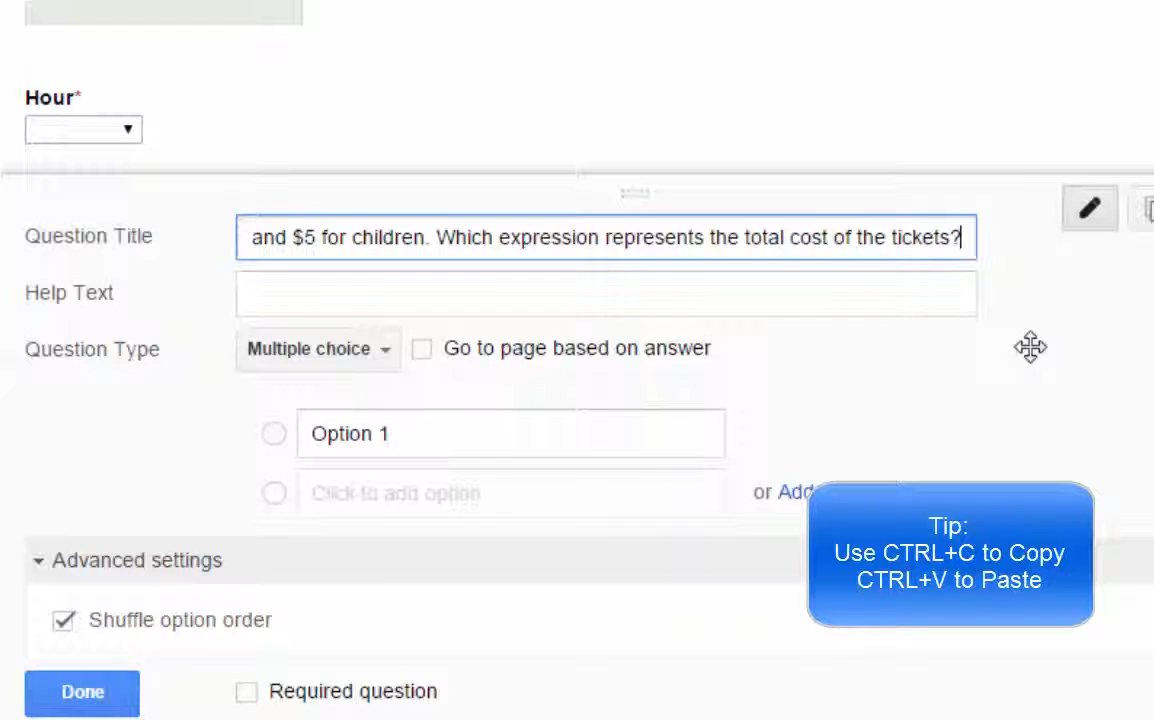 Hour*
Question Title
and $5 for children. Which expression represents the total cost of the tickets?
Help Text
Question Type
Multiple choice
Go to page based on answer
Option 1
Click to add option
or Add
Tip:
Use CTRL+C to Copy
CTRL+V to Paste
Advanced settings
Shuffle option order
Done
Required question